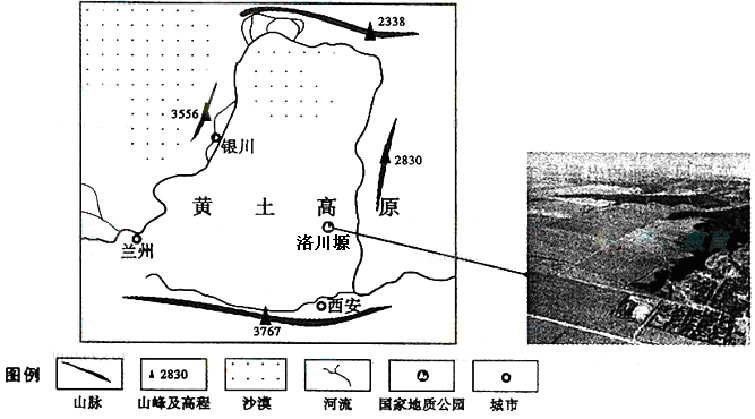 2338
3556
银川
2830
黄土高原
洛川塬
兰州
西安
3767
图例
2830
山脉 山峰及高程 沙漠 河流 国家地质公园 城市